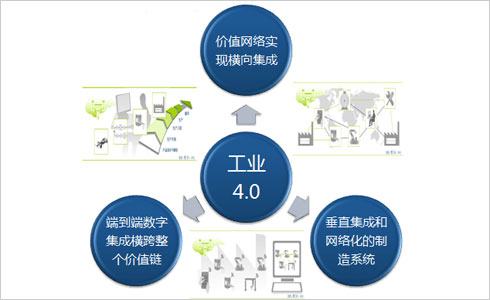 价值网络实
现横向集成
工业
4.0
端到端数字
集成横跨整
个价值链
垂直集成和
网络化的制
造系统